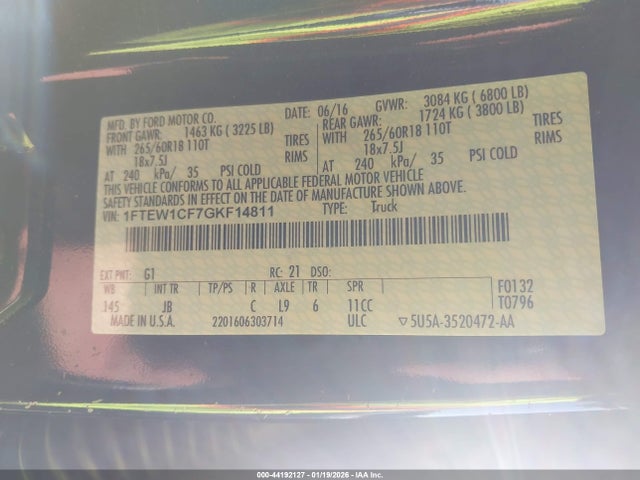 MFD. BY FORD MOTOR CO. DATE: 06/16 GVWR: 3084 KG ( 6800 LB)
FRONT GAWR: 1463 KG ( 3225 LB) REAR GAWR: 1724 KG ( 3800 LB)
WITH 265/60R18 110T TIRES WITH 265/60R18 110T TIRES
18x7.5J RIMS 18x7.5J RIMS
AT 240 kPa/ 35 PSI COLD AT 240 kPa/ 35 PSI COLD
THIS VEHICLE CONFORMS TO ALL APPLICABLE FEDERAL MOTOR VEHICLE
SAFETY STANDARDS IN EFFECT ON THE DATE OF MANUFACTURE SHOWN ABOVE.
VIN: 1FTEW1CF7GKF14811 TYPE: Truck
EXT PNT: G1 RC: 21 DSO:
WB INT TR TP/PS R AXLE TR SPR F0132
145 JB C L9 6 11CC T0796
MADE IN U.S.A. 2201606303714 ULC ▽5U5A-3520472-AA
000-44192127 - 01/19/2026 - IAA Inc.